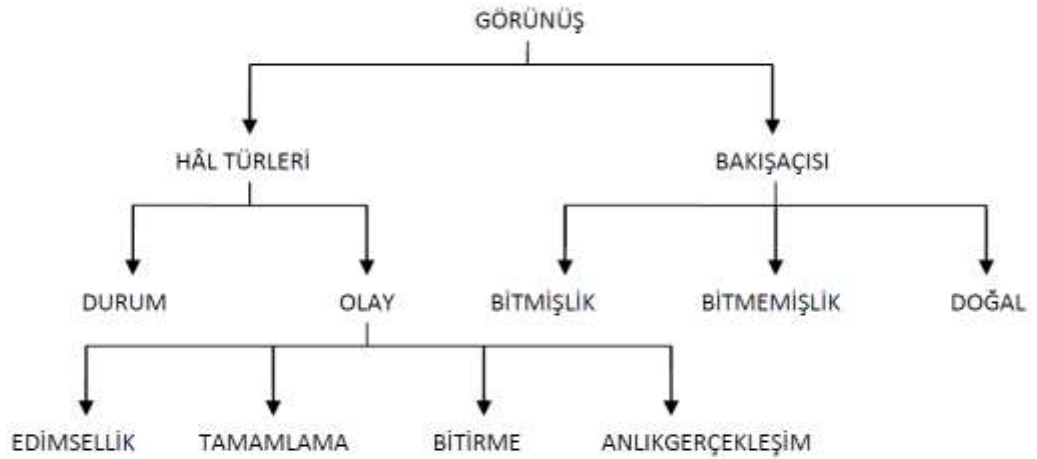 GÖRÜNÜŞ
HÂL TÜRLERİ BAKIŞAÇISI
DURUM OLAY BİTMİŞLİK BİTMEMİŞLİK DOĞAL
EDİMSELLİK TAMAMLAMA BİTİRME ANLIKGERÇEKLEŞİM